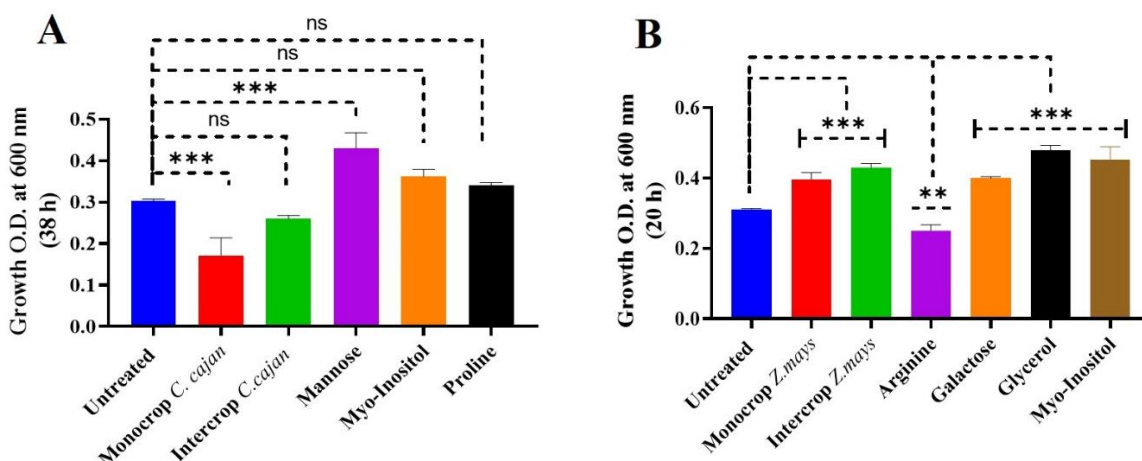 A
ns
ns
***
ns
***
Growth O.D. at 600 nm
(38 h)
0.5
0.4
0.3
0.2
0.1
0.0
Untreated
Monocrop C. cajan
Intercrop C.cajan
Mannose
Myo-Inositol
Proline
B
***
***
**
Growth O.D. at 600 nm
(20 h)
0.6
0.4
0.2
0.0
Untreated
Monocrop Z.mays
Intercrop Z.mays
Arginine
Galactose
Glycerol
Myo-Inositol